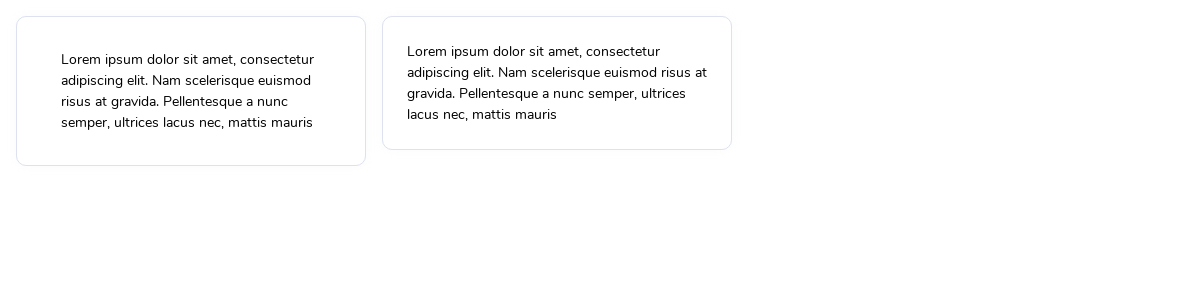 Lorem ipsum dolor sit amet, consectetur
adipiscing elit. Nam scelerisque euismod
risus at gravida. Pellentesque a nunc
semper, ultrices lacus nec, mattis mauris
Lorem ipsum dolor sit amet, consectetur
adipiscing elit. Nam scelerisque euismod risus at
gravida. Pellentesque a nunc semper, ultrices
lacus nec, mattis mauris